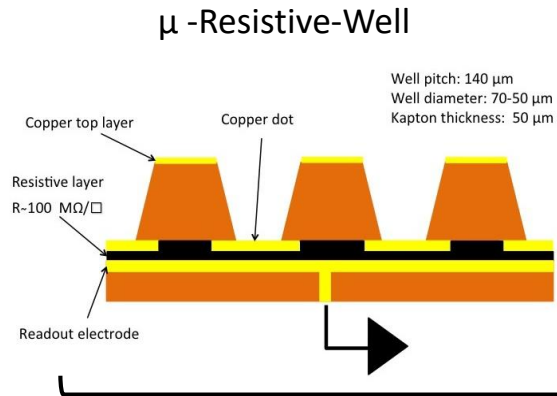 μ -Resistive-Well
Well pitch: 140 μm
Well diameter: 70-50 μm
Kapton thickness:  50 μm
Copper top layer
Copper dot
Resistive layer
R~100  MΩ/□
Readout electrode